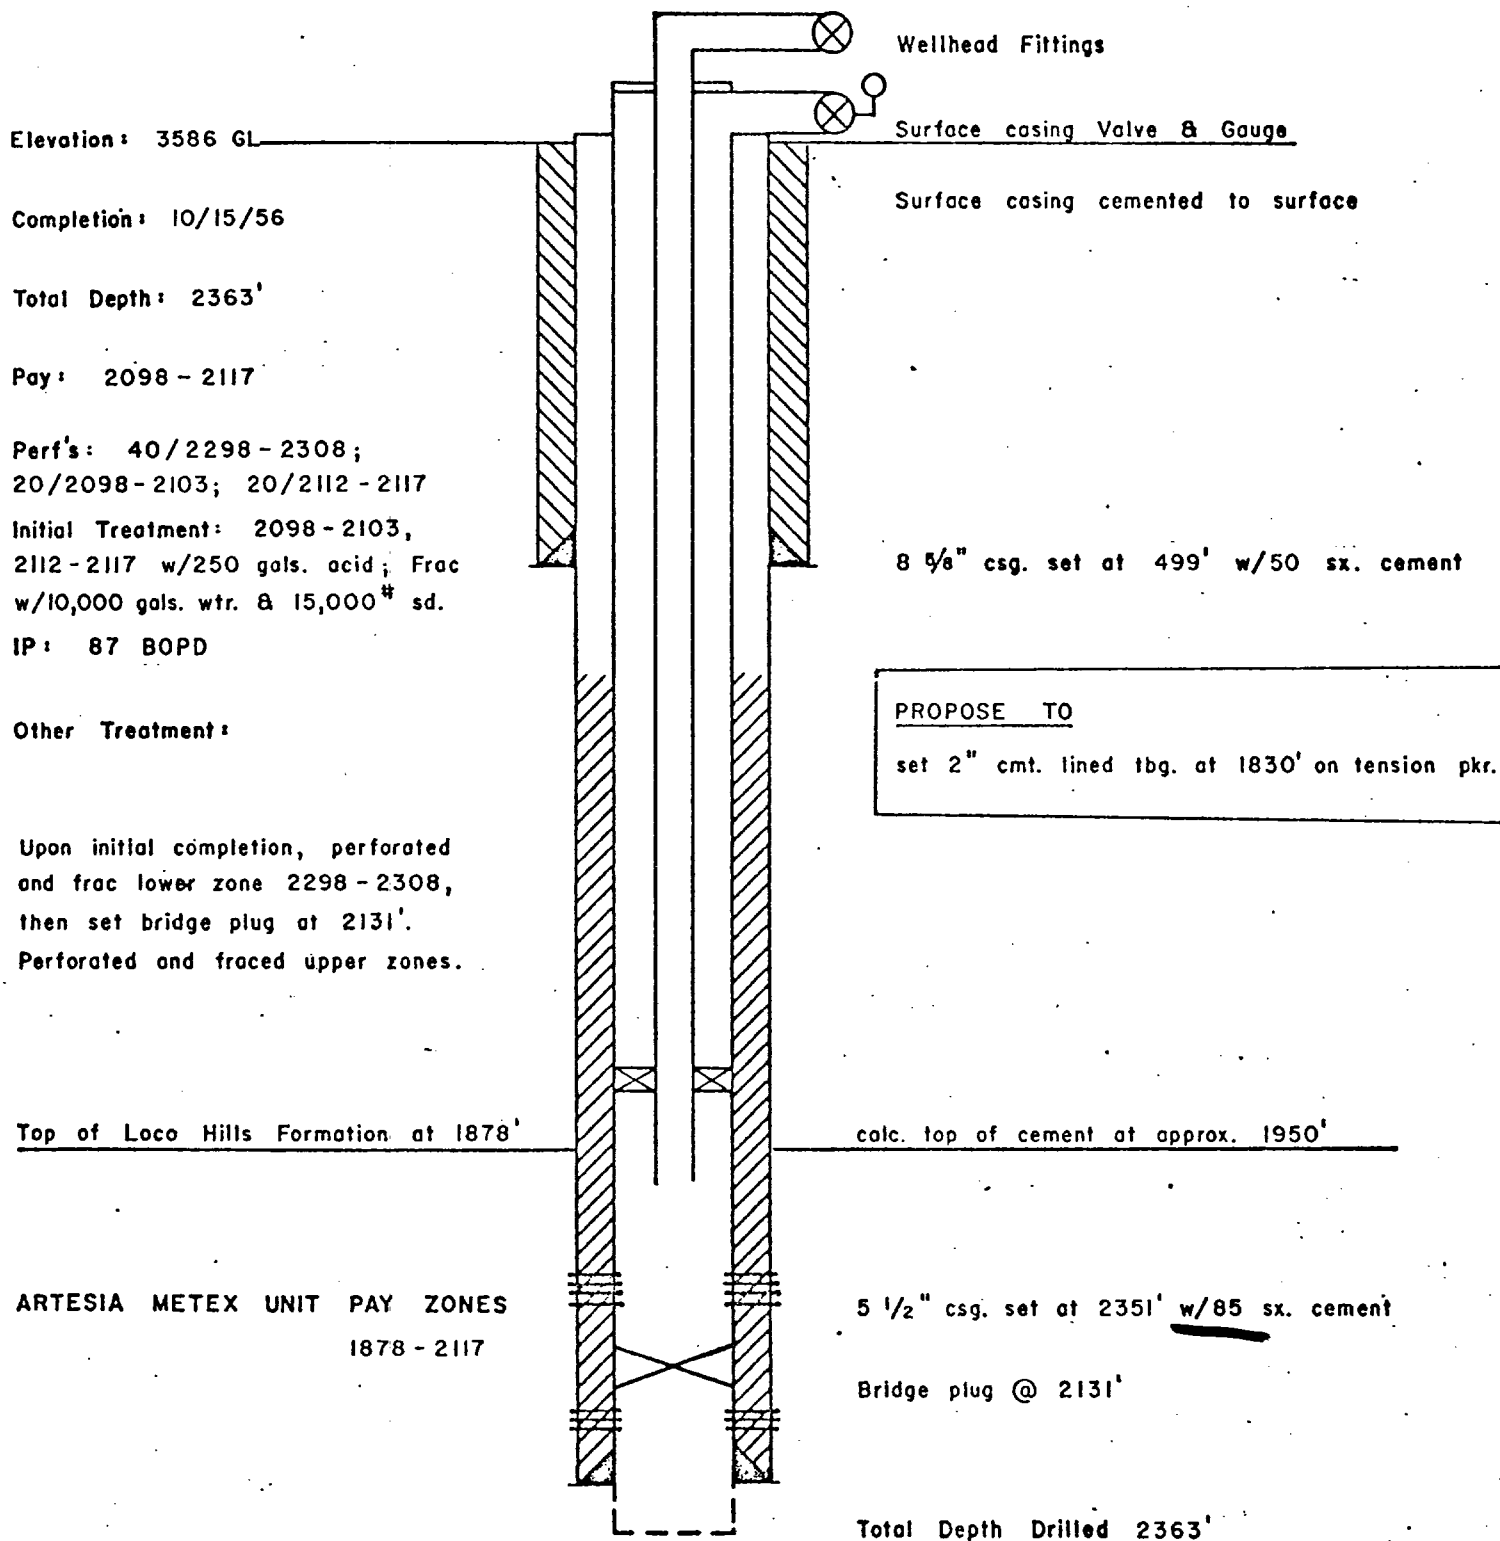 Wellhead Fittings
Elevation: 3586 GL
Surface casing Valve & Gauge
Completion: 10/15/56
Surface casing cemented to surface
Total Depth: 2363'
Pay: 2098-2117
Perf's: 40/2298-2308;
20/2098-2103; 20/2112-2117
Initial Treatment: 2098-2103,
2112-2117 w/250 gals. acid; Frac
w/10,000 gals. wtr. & 15,000# sd.
IP: 87 BOPD
8 5/8" csg. set at 499' w/50 sx. cement
PROPOSE TO
set 2" cmt. lined tbg. at 1830' on tension pkr.
Other Treatment:
Upon initial completion, perforated
and frac lower zone 2298-2308,
then set bridge plug at 2131'.
Perforated and fraced upper zones.
Top of Loco Hills Formation at 1878'
calc. top of cement at approx. 1950'
ARTESIA METEX UNIT PAY ZONES
1878-2117
5 1/2" csg. set at 2351' w/85 sx. cement
Bridge plug @ 2131'
Total Depth Drilled 2363'